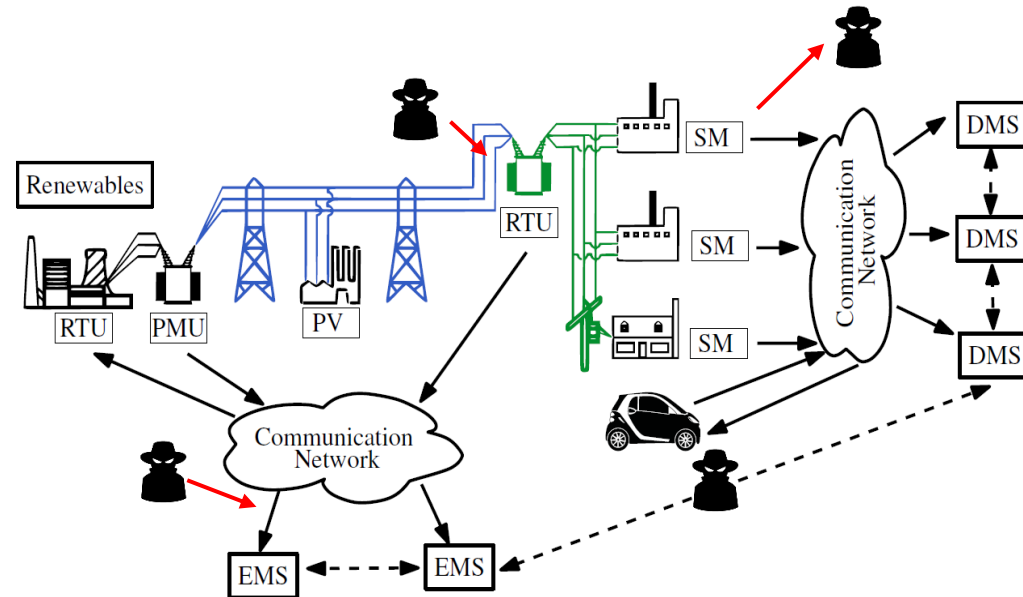 Renewables
RTU
PMU
PV
RTU
SM
SM
SM
Communication
Network
DMS
DMS
DMS
Communication
Network
EMS
EMS